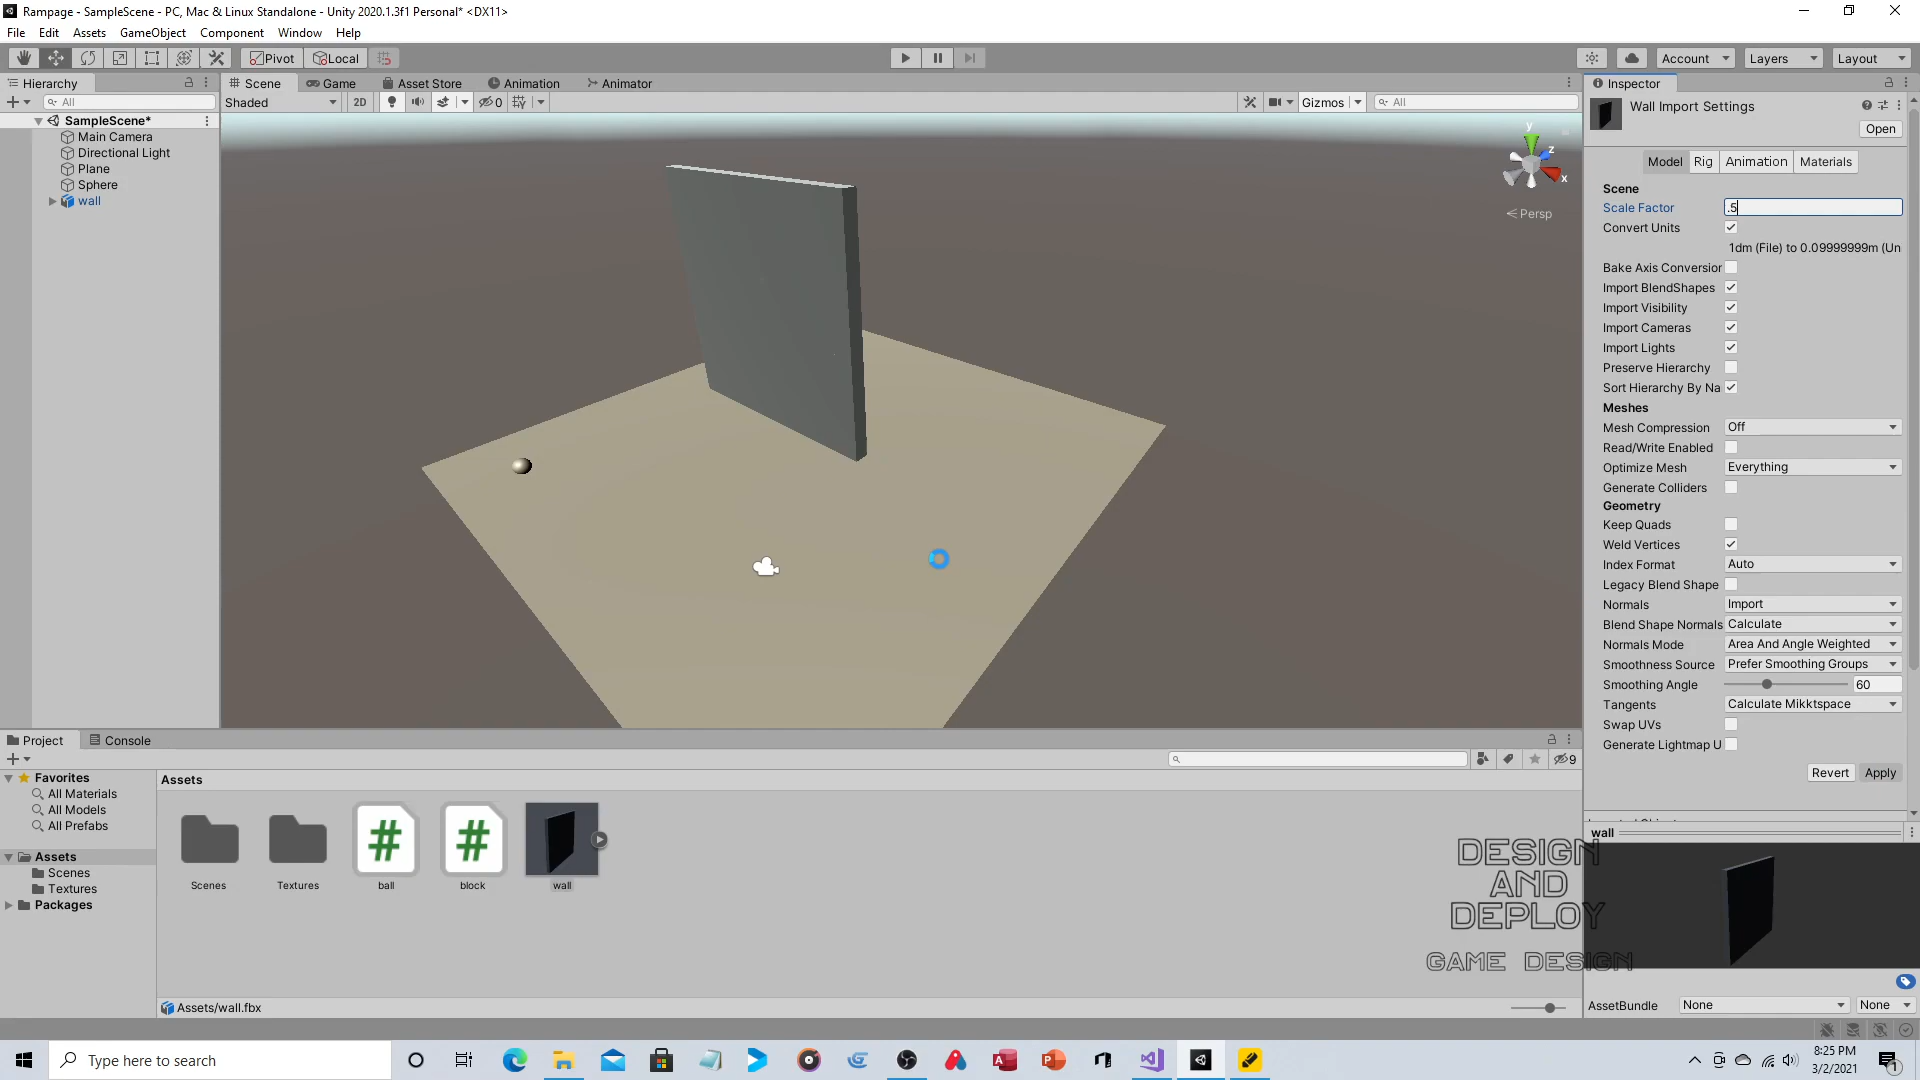 Rampage - SampleScene - PC, Mac & Linux Standalone - Unity 2020.1.3f1 Personal* <DX11>
File Edit Assets GameObject Component Window Help
Pivot Local Account Layers Layout
Hierarchy
All
SampleScene*
Main Camera
Directional Light
Plane
Sphere
wall
Scene Game Asset Store Animation Animator
Shaded 2D 0 Gizmos All
y
z
x
Persp
Inspector
Wall Import Settings
Open
Model Rig Animation Materials
Scene
Scale Factor .5
Convert Units
1dm (File) to 0.09999999m (Un
Bake Axis Conversion
Import BlendShapes
Import Visibility
Import Cameras
Import Lights
Preserve Hierarchy
Sort Hierarchy By Na
Meshes
Mesh Compression Off
Read/Write Enabled
Optimize Mesh Everything
Generate Colliders
Geometry
Keep Quads
Weld Vertices
Index Format Auto
Legacy Blend Shape
Normals Import
Blend Shape Normals Calculate
Normals Mode Area And Angle Weighted
Smoothness Source Prefer Smoothing Groups
Smoothing Angle 60
Tangents Calculate Mikktspace
Swap UVs
Generate Lightmap U
Revert Apply
wall
AssetBundle None None
Project Console
9
Favorites
All Materials
All Models
All Prefabs
Assets
Scenes
Textures
Packages
Assets
Scenes Textures ball block wall
Assets/wall.fbx
DESIGN
AND
DEPLOY
GAME DESIGN
Type here to search
8:25 PM
3/2/2021
1